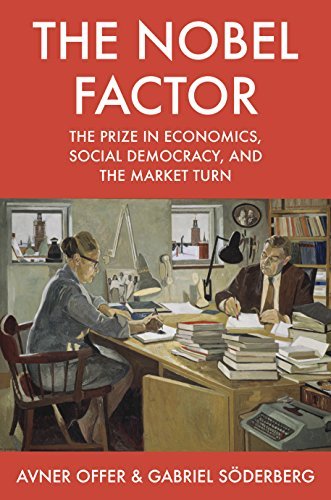 THE NOBEL
FACTOR
THE PRIZE IN ECONOMICS,
SOCIAL DEMOCRACY, AND
THE MARKET TURN
AVNER OFFER & GABRIEL SÖDERBERG